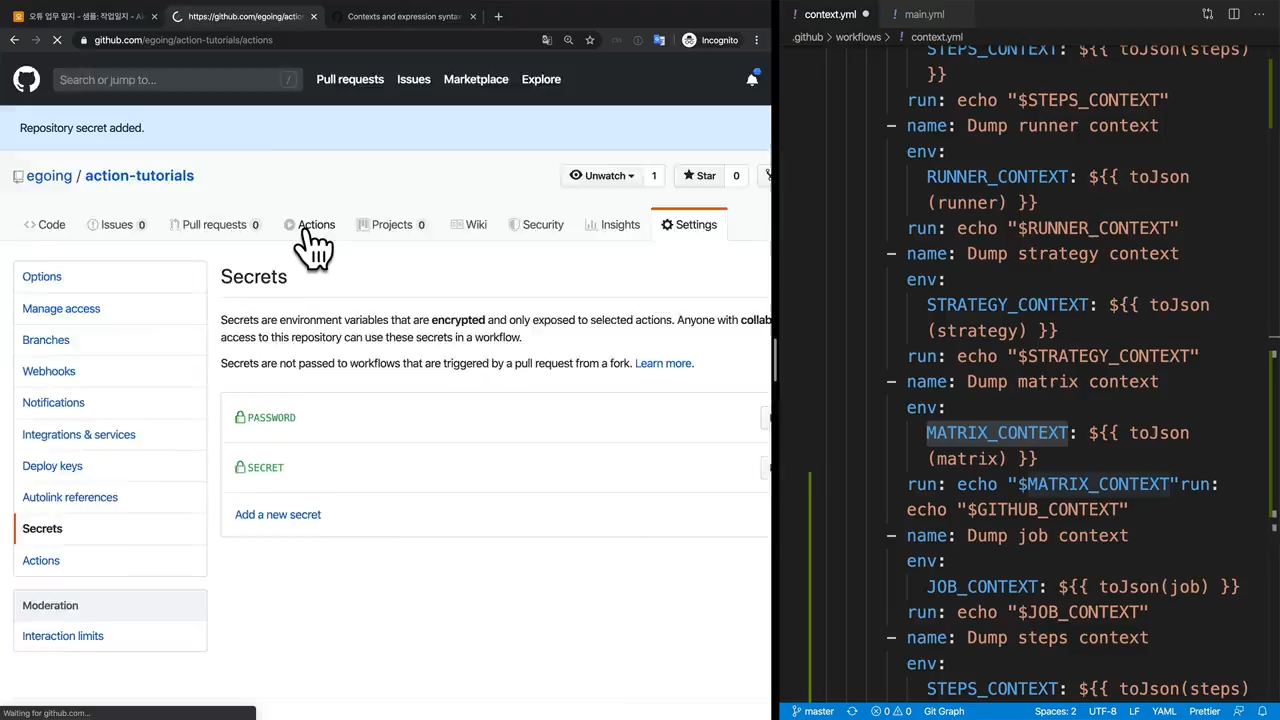 오류 업무 일지 - 샘플: 작업일지 - Ai
https://github.com/egoing/actio
Contexts and expression syntax
github.com/egoing/action-tutorials/actions
Incognito
Search or jump to...
/
Pull requests
Issues
Marketplace
Explore
Repository secret added.
egoing / action-tutorials
Unwatch
1
Star
0
Code
Issues 0
Pull requests 0
Actions
Projects 0
Wiki
Security
Insights
Settings
Options
Manage access
Branches
Webhooks
Notifications
Integrations & services
Deploy keys
Autolink references
Secrets
Actions
Moderation
Interaction limits
Secrets
Secrets are environment variables that are encrypted and only exposed to selected actions. Anyone with collab
access to this repository can use these secrets in a workflow.
Secrets are not passed to workflows that are triggered by a pull request from a fork. Learn more.
PASSWORD
SECRET
Add a new secret
Waiting for github.com...
context.yml
main.yml
.github > workflows > context.yml
STEPS_CONTEXT: ${{ toJson(steps)
}}
run: echo "$STEPS_CONTEXT"
- name: Dump runner context
env:
RUNNER_CONTEXT: ${{ toJson
(runner) }}
run: echo "$RUNNER_CONTEXT"
- name: Dump strategy context
env:
STRATEGY_CONTEXT: ${{ toJson
(strategy) }}
run: echo "$STRATEGY_CONTEXT"
- name: Dump matrix context
env:
MATRIX_CONTEXT: ${{ toJson
(matrix) }}
run: echo "$MATRIX_CONTEXT"run:
echo "$GITHUB_CONTEXT"
- name: Dump job context
env:
JOB_CONTEXT: ${{ toJson(job) }}
run: echo "$JOB_CONTEXT"
- name: Dump steps context
env:
STEPS_CONTEXT: ${{ toJson(steps)
master
0
0
Git Graph
Spaces: 2
UTF-8
LF
YAML
Prettier